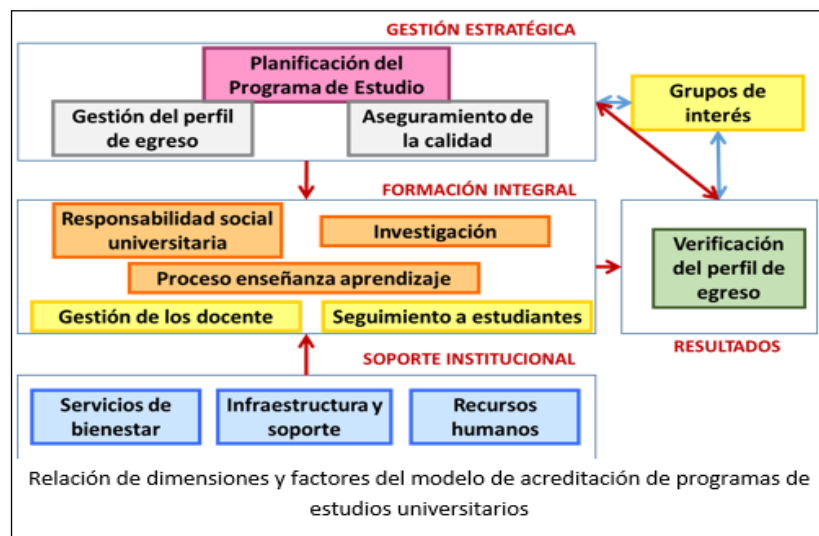 GESTIÓN ESTRATÉGICA
Planificación del
Programa de Estudio
Gestión del perfil
de egreso
Aseguramiento de
la calidad
Grupos de
interés
FORMACIÓN INTEGRAL
Responsabilidad social
universitaria
Investigación
Proceso enseñanza aprendizaje
Gestión de los docente
Seguimiento a estudiantes
Verificación
del perfil de
egreso
RESULTADOS
SOPORTE INSTITUCIONAL
Servicios de
bienestar
Infraestructura y
soporte
Recursos
humanos
Relación de dimensiones y factores del modelo de acreditación de programas de
estudios universitarios